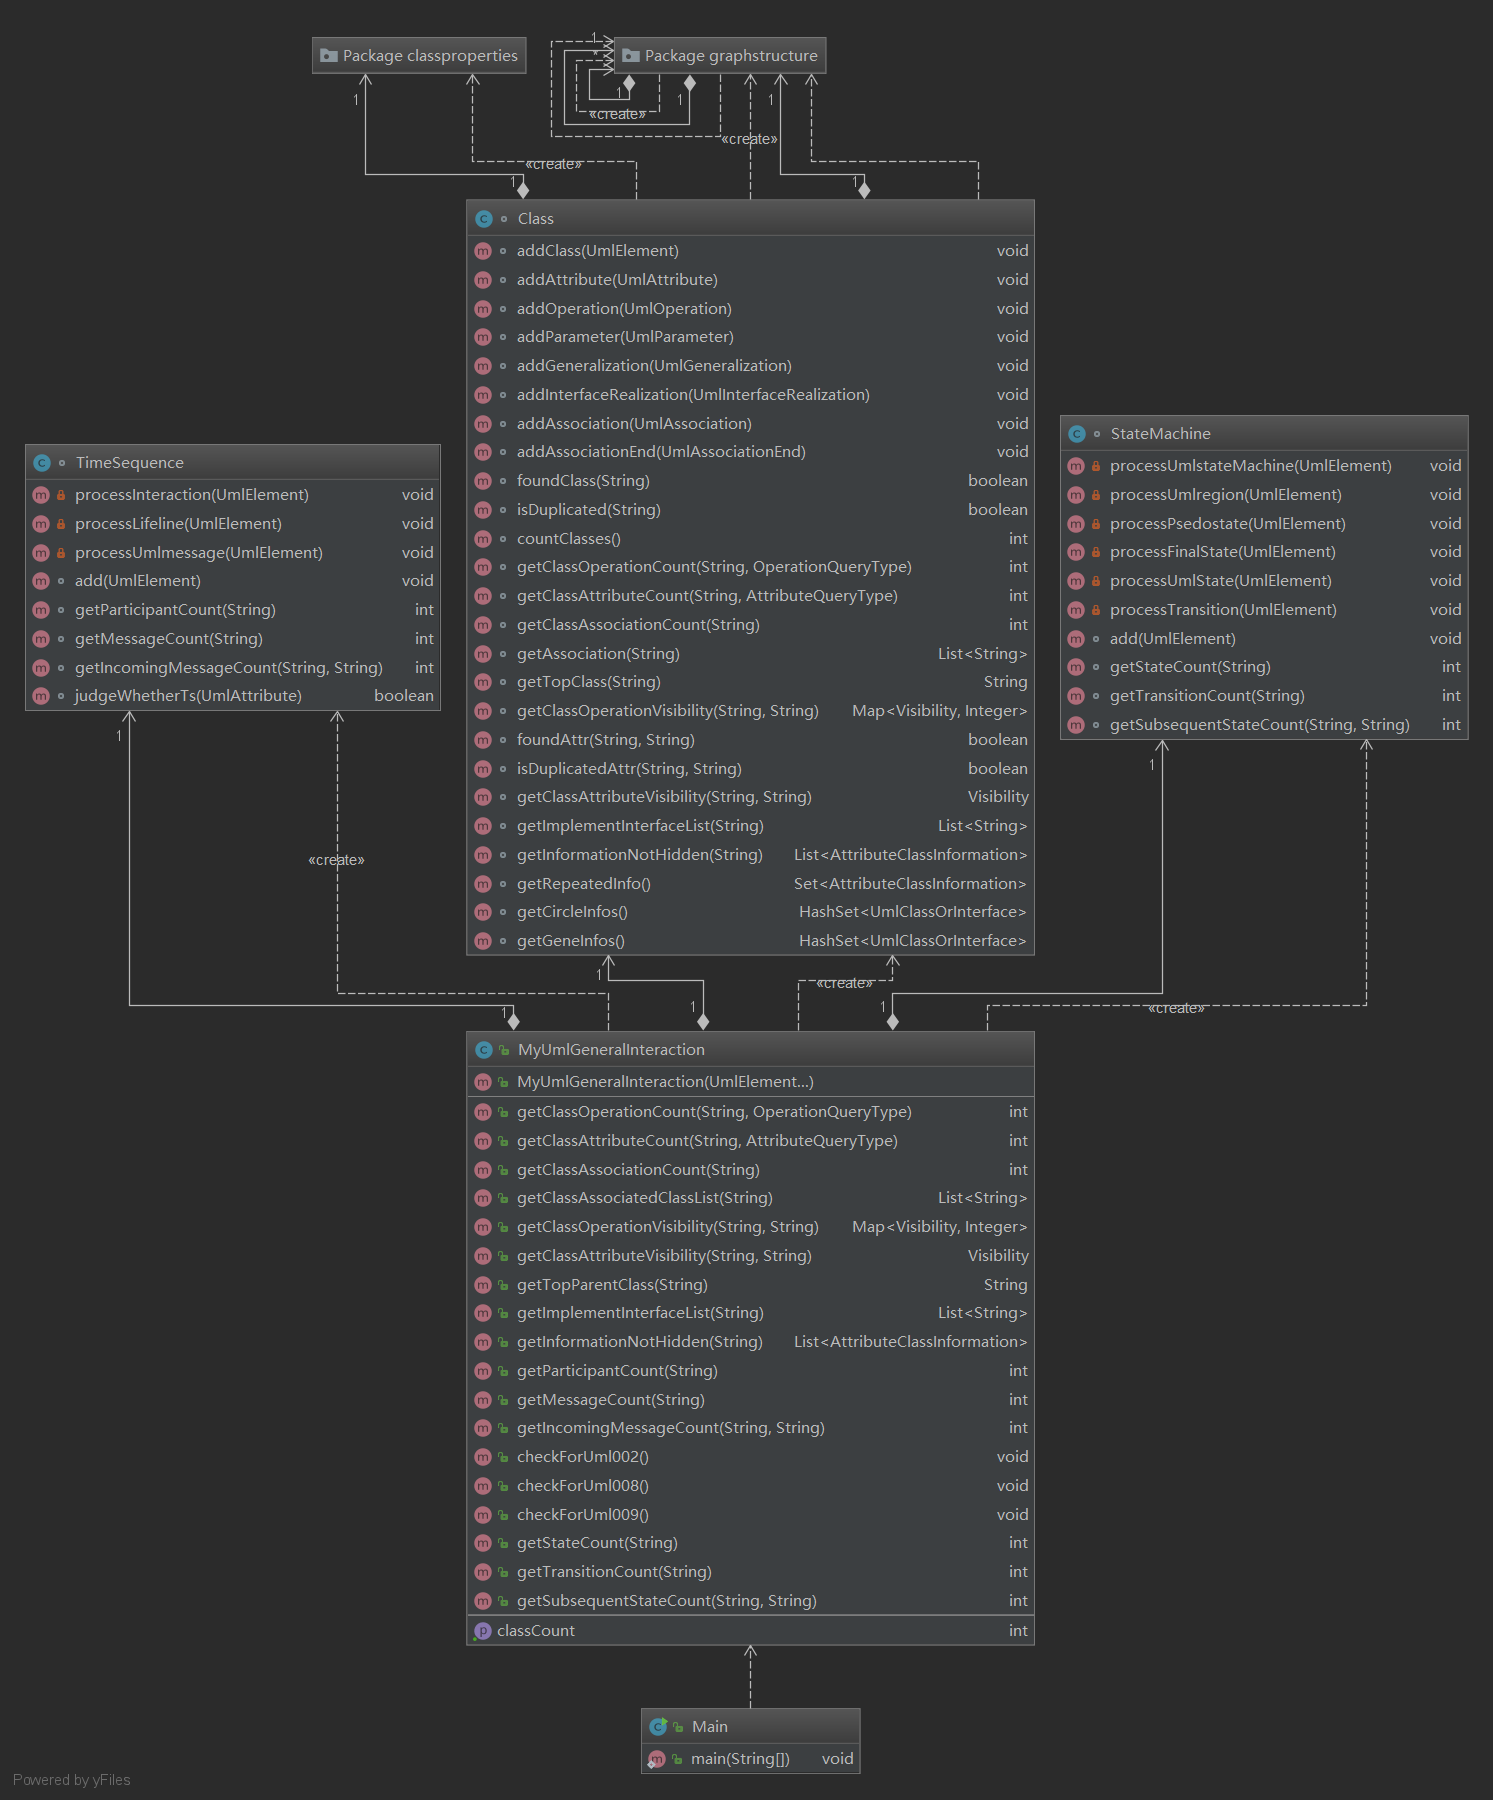 Package classproperties
Package graphstructure
1
*
1
1
«create»
1
1
«create»
«create»
1
1
Class
addClass(UmlElement) void
addAttribute(UmlAttribute) void
addOperation(UmlOperation) void
addParameter(UmlParameter) void
addGeneralization(UmlGeneralization) void
addInterfaceRealization(UmlInterfaceRealization) void
addAssociation(UmlAssociation) void
addAssociationEnd(UmlAssociationEnd) void
foundClass(String) boolean
isDuplicated(String) boolean
countClasses() int
getClassOperationCount(String, OperationQueryType) int
getClassAttributeCount(String, AttributeQueryType) int
getClassAssociationCount(String) int
getAssociation(String) List<String>
getTopClass(String) String
getClassOperationVisibility(String, String) Map<Visibility, Integer>
foundAttr(String, String) boolean
isDuplicatedAttr(String, String) boolean
getClassAttributeVisibility(String, String) Visibility
getImplementInterfaceList(String) List<String>
getInformationNotHidden(String) List<AttributeClassInformation>
getRepeatedInfo() Set<AttributeClassInformation>
getCircleInfos() HashSet<UmlClassOrInterface>
getGeneInfos() HashSet<UmlClassOrInterface>
TimeSequence
processInteraction(UmlElement) void
processLifeline(UmlElement) void
processUmlmessage(UmlElement) void
add(UmlElement) void
getParticipantCount(String) int
getMessageCount(String) int
getIncomingMessageCount(String, String) int
judgeWhetherTs(UmlAttribute) boolean
StateMachine
processUmlstateMachine(UmlElement) void
processUmlregion(UmlElement) void
processPsedostate(UmlElement) void
processFinalState(UmlElement) void
processUmlState(UmlElement) void
processTransition(UmlElement) void
add(UmlElement) void
getStateCount(String) int
getTransitionCount(String) int
getSubsequentStateCount(String, String) int
1
1
«create»
1
«create»
1
1
1
«create»
MyUmlGeneralInteraction
MyUmlGeneralInteraction(UmlElement...)
getClassOperationCount(String, OperationQueryType) int
getClassAttributeCount(String, AttributeQueryType) int
getClassAssociationCount(String) int
getClassAssociatedClassList(String) List<String>
getClassOperationVisibility(String, String) Map<Visibility, Integer>
getClassAttributeVisibility(String, String) Visibility
getTopParentClass(String) String
getImplementInterfaceList(String) List<String>
getInformationNotHidden(String) List<AttributeClassInformation>
getParticipantCount(String) int
getMessageCount(String) int
getIncomingMessageCount(String, String) int
checkForUml002() void
checkForUml008() void
checkForUml009() void
getStateCount(String) int
getTransitionCount(String) int
getSubsequentStateCount(String, String) int
classCount int
Main
main(String[]) void
Powered by yFiles